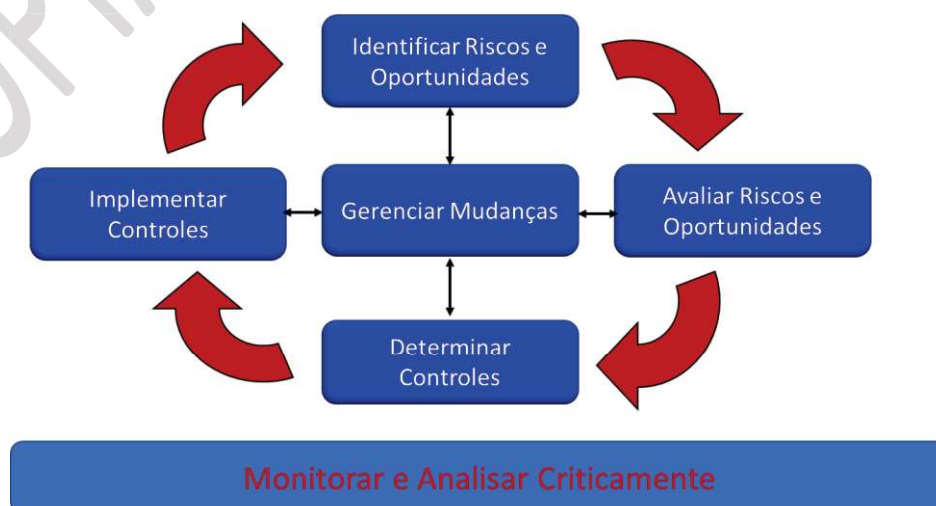 Identificar Riscos e
Oportunidades
Implementar
Controles
Gerenciar Mudanças
Avaliar Riscos e
Oportunidades
Determinar
Controles
Monitorar e Analisar Criticamente